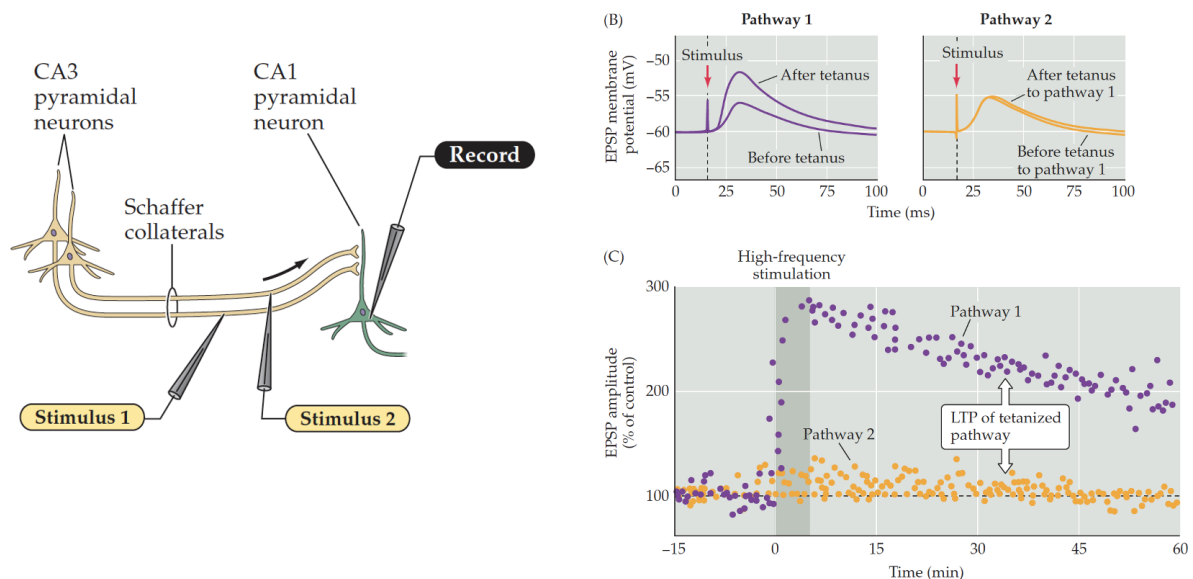 CA3
pyramidal
neurons
CA1
pyramidal
neuron
Record
Schaffer
collaterals
Stimulus 1
Stimulus 2
(B)
Pathway 1
Pathway 2
EPSP membrane
potential (mV)
−50
−55
−60
−65
Stimulus
After tetanus
Before tetanus
0
25
50
75
100
Stimulus
After tetanus
to pathway 1
Before tetanus
to pathway 1
0
25
50
75
100
Time (ms)
(C)
High-frequency
stimulation
EPSP amplitude
(% of control)
300
200
100
Pathway 1
LTP of tetanized
pathway
Pathway 2
−15
0
15
30
45
60
Time (min)